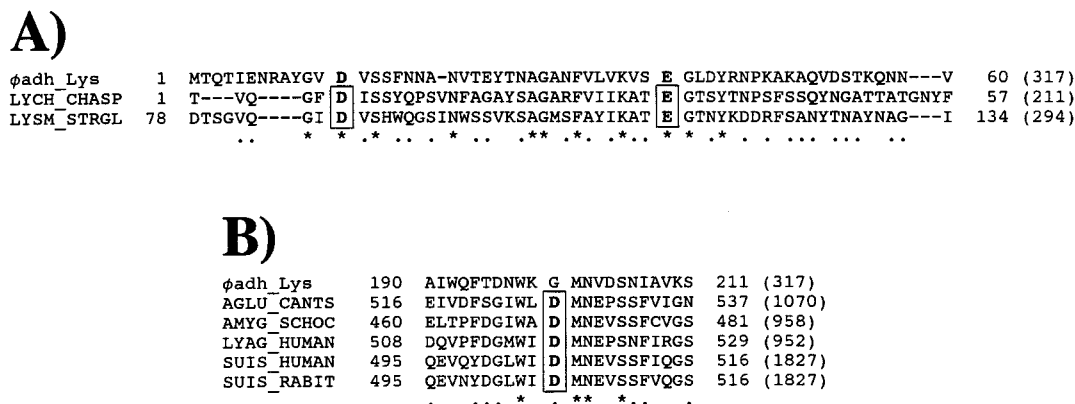 A)
φadh_Lys 1 MTQTIENRAYGV D VSSFNNA-NVTEYTNAGANFVLVKVS E GLDYRNPKAKAQVDSTKQNN---V 60 (317)
LYCH_CHASP 1 T---VQ----GF D ISSYQPSVNFAGAYSAGARFVIIKAT E GTSYTNPSFSSQYNGATTATGNYF 57 (211)
LYSM_STRGL 78 DTSGVQ----GI D VSHWQGSINWSSVKSAGMSFAYIKAT E GTNYKDDRFSANYTNAYNAG---I 134 (294)
.. * * .* .. . * .. . ** .* . .* . * * .* . . . ... ... . .
B)
φadh_Lys 190 AIWQFTDNWK G MNVDSNIAVKS 211 (317)
AGLU_CANTS 516 EIVDFSGIWL D MNEPSSFVIGN 537 (1070)
AMYG_SCHOC 460 ELTPFDGIWA D MNEVSSFCVGS 481 (958)
LYAG_HUMAN 508 DQVPFDGMWI D MNEPSNFIRGS 529 (952)
SUIS_HUMAN 495 QEVQYDGLWI D MNEVSSFIQGS 516 (1827)
SUIS_RABIT 495 QEVNYDGLWI D MNEVSSFVQGS 516 (1827)
. ... * . ** *.. .